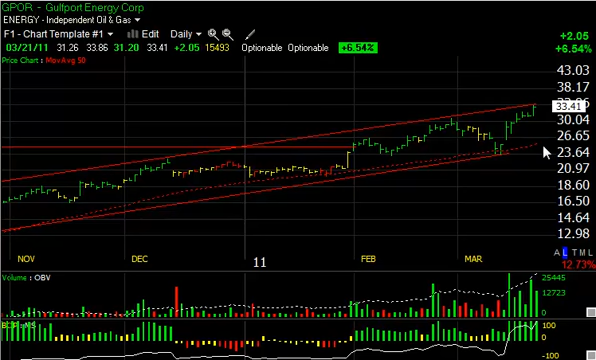 GPOR - Gulfport Energy Corp
ENERGY - Independent Oil & Gas
F1 - Chart Template #1 Edit Daily
+2.05
03/21/11 31.26 33.86 31.20 33.41 +2.05 15493 Optionable Optionable +6.54% +6.54%
Price Chart : MovAvg 50
43.03
38.17
33.41
30.04
26.65
23.64
20.97
18.60
16.50
14.64
12.98
NOV DEC 11 FEB MAR A L T M L
12.73%
Volume : OBV
25445
12723
0
100
0
-100